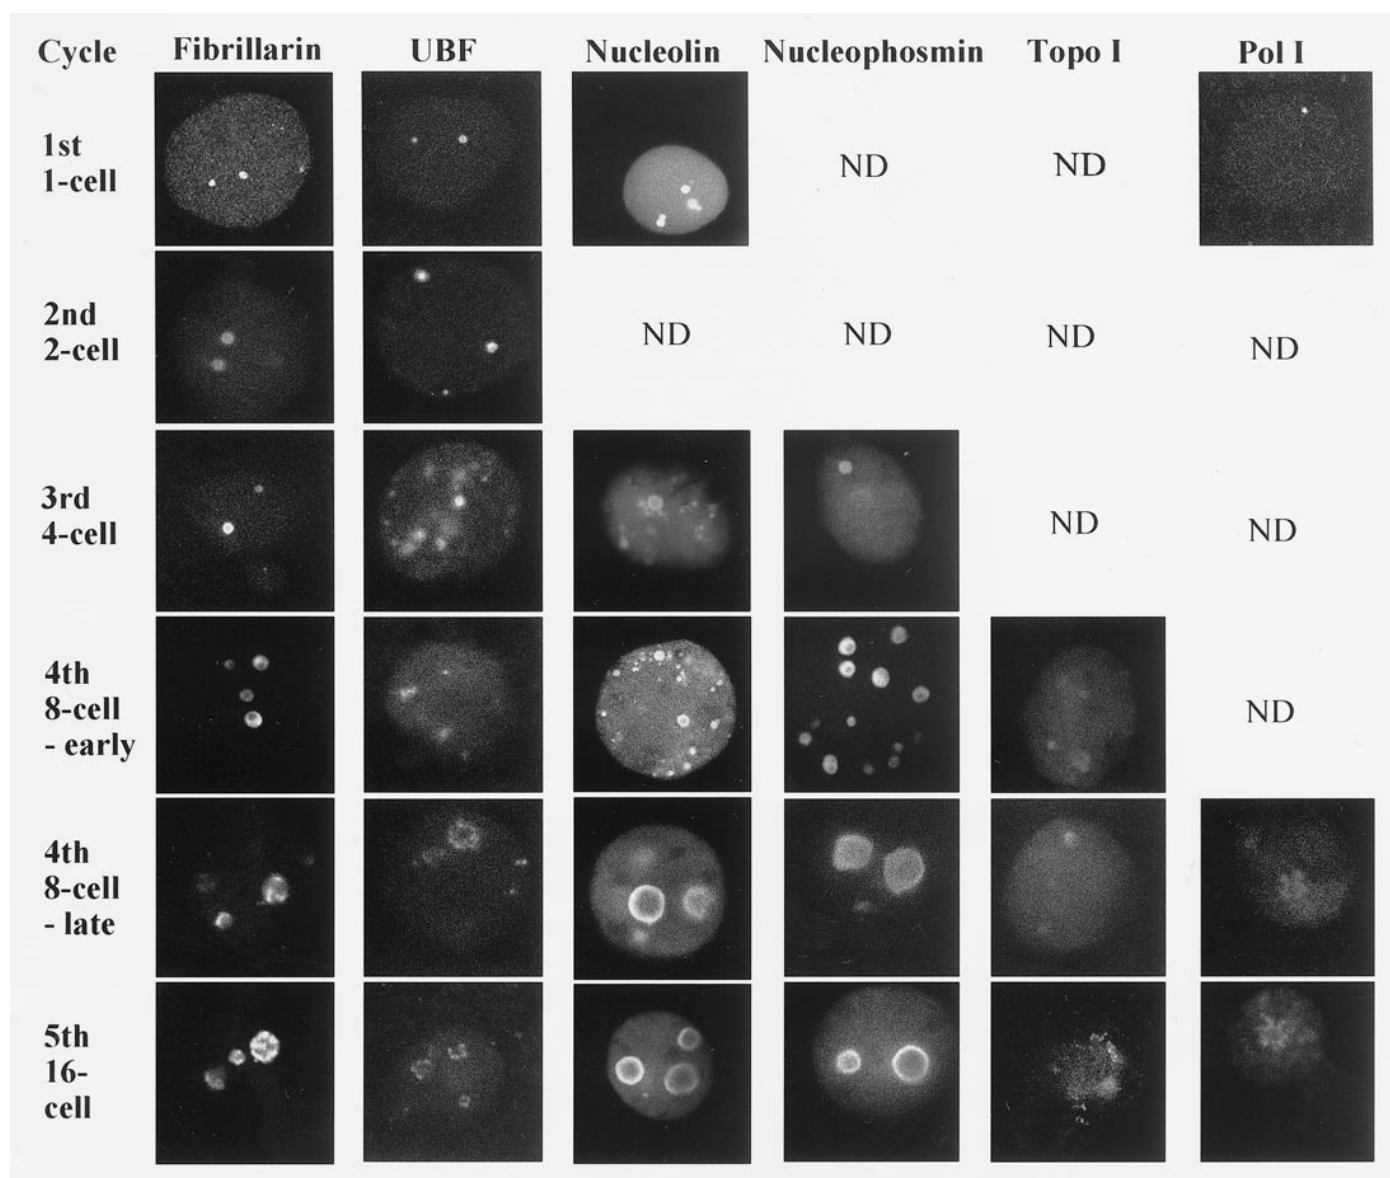 Cycle Fibrillarin UBF Nucleolin Nucleophosmin Topo I Pol I
1st
1-cell
ND ND
2nd
2-cell
ND ND ND ND
3rd
4-cell
ND ND
4th
8-cell
- early
ND
4th
8-cell
- late
5th
16-
cell